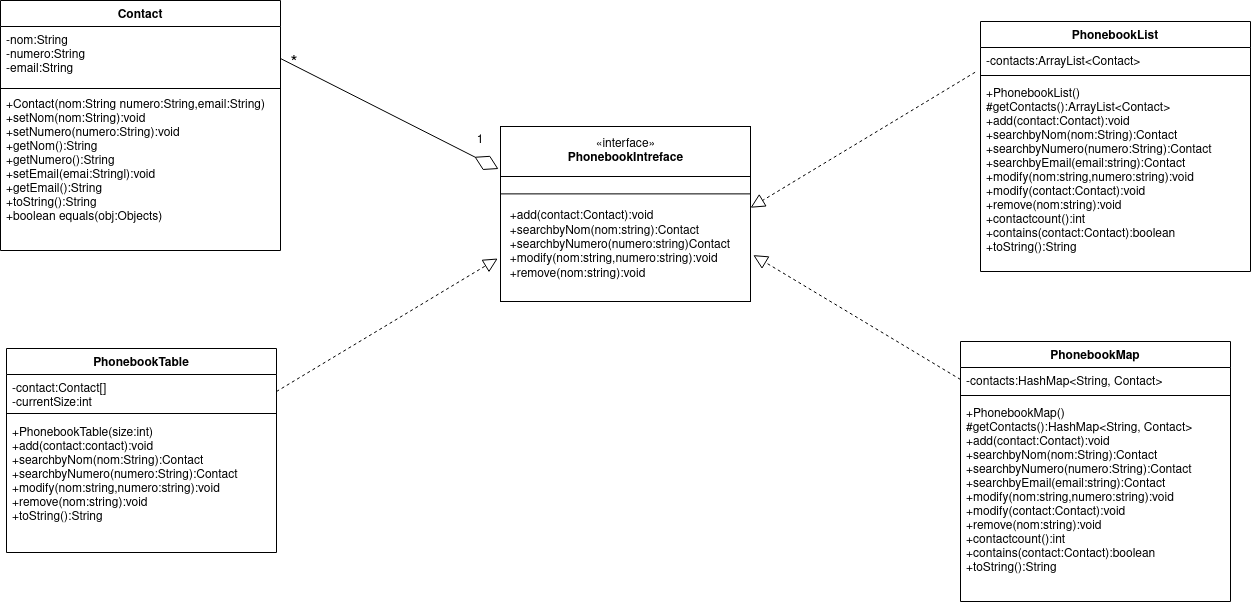 Contact
-nom:String
-numero:String
-email:String
+Contact(nom:String numero:String,email:String)
+setNom(nom:String):void
+setNumero(numero:String):void
+getNom():String
+getNumero():String
+setEmail(emai:Stringl):void
+getEmail():String
+toString():String
+boolean equals(obj:Objects)
*
1
«interface»
PhonebookIntreface
+add(contact:Contact):void
+searchbyNom(nom:string):Contact
+searchbyNumero(numero:string)Contact
+modify(nom:string,numero:string):void
+remove(nom:string):void
PhonebookList
-contacts:ArrayList<Contact>
+PhonebookList()
#getContacts():ArrayList<Contact>
+add(contact:Contact):void
+searchbyNom(nom:String):Contact
+searchbyNumero(numero:String):Contact
+searchbyEmail(email:string):Contact
+modify(nom:string,numero:string):void
+modify(contact:Contact):void
+remove(nom:string):void
+contactcount():int
+contains(contact:Contact):boolean
+toString():String
PhonebookTable
-contact:Contact[]
-currentSize:int
+PhonebookTable(size:int)
+add(contact:contact):void
+searchbyNom(nom:String):Contact
+searchbyNumero(numero:String):Contact
+modify(nom:string,numero:string):void
+remove(nom:string):void
+toString():String
PhonebookMap
-contacts:HashMap<String, Contact>
+PhonebookMap()
#getContacts():HashMap<String, Contact>
+add(contact:Contact):void
+searchbyNom(nom:String):Contact
+searchbyNumero(numero:String):Contact
+searchbyEmail(email:string):Contact
+modify(nom:string,numero:string):void
+modify(contact:Contact):void
+remove(nom:string):void
+contactcount():int
+contains(contact:Contact):boolean
+toString():String